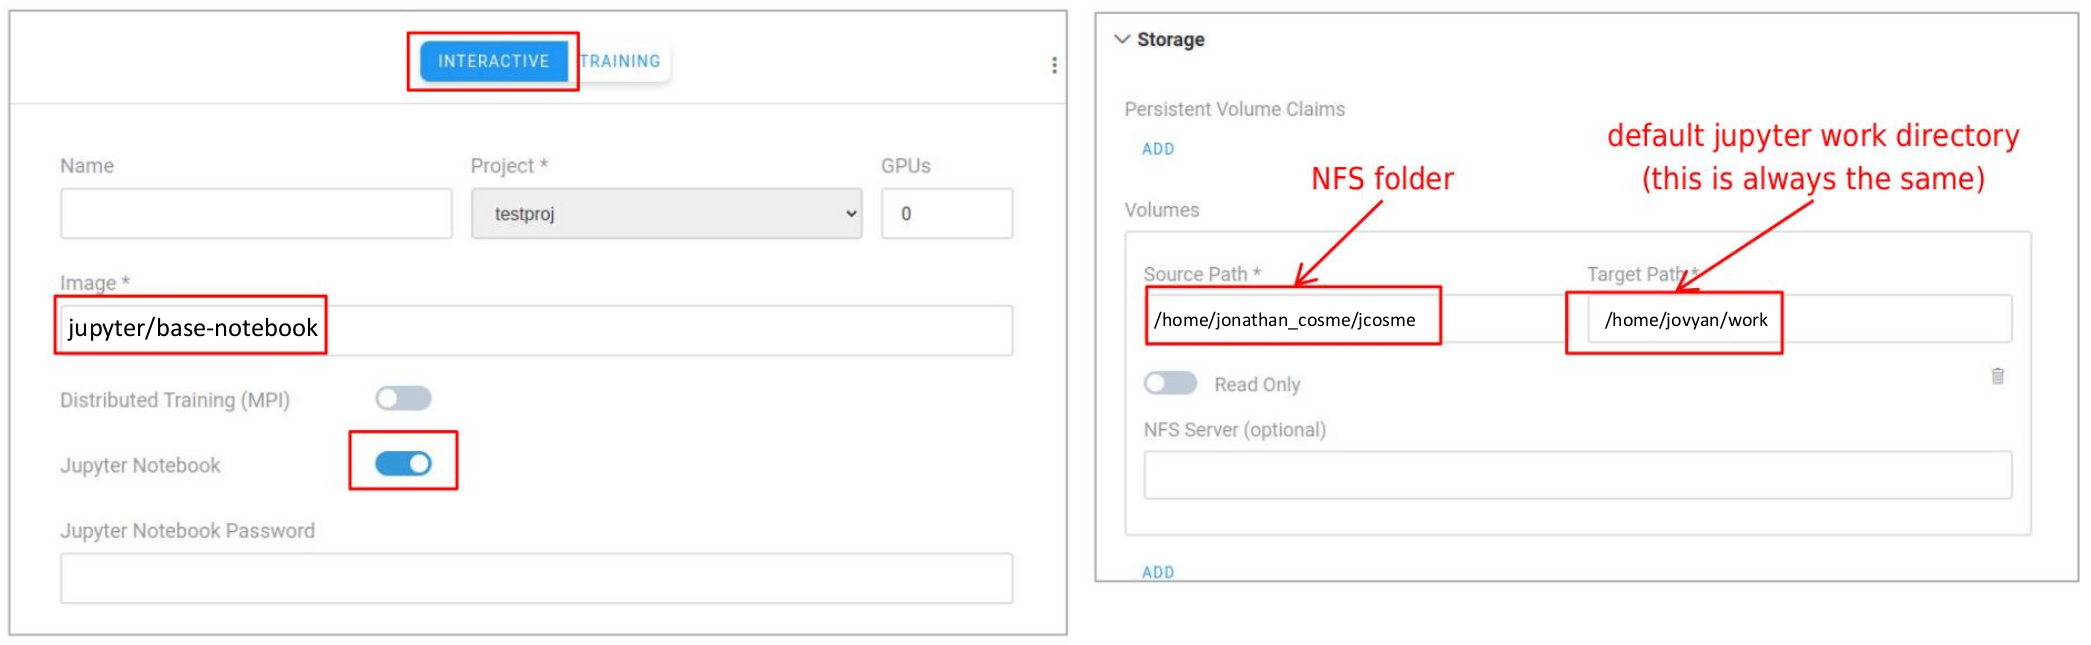 INTERACTIVE TRAINING
Name
Project *
GPUs
testproj
0
Image *
jupyter/base-notebook
Distributed Training (MPI)
Jupyter Notebook
Jupyter Notebook Password
Storage
Persistent Volume Claims
ADD
NFS folder
default jupyter work directory
(this is always the same)
Volumes
Source Path *
Target Path *
/home/jonathan_cosme/jcosme
/home/jovyan/work
Read Only
NFS Server (optional)
ADD